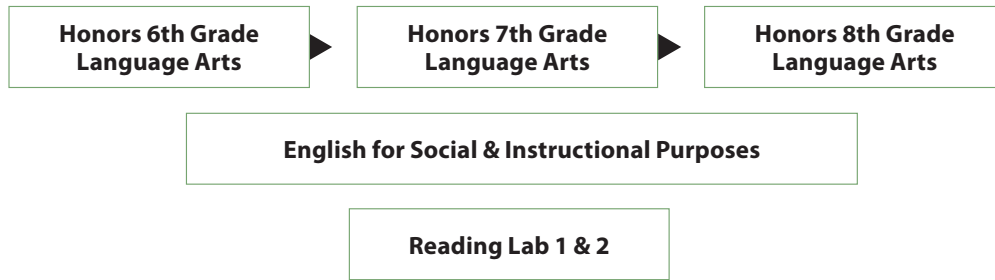 Honors 6th Grade
Language Arts
Honors 7th Grade
Language Arts
Honors 8th Grade
Language Arts
English for Social & Instructional Purposes
Reading Lab 1 & 2